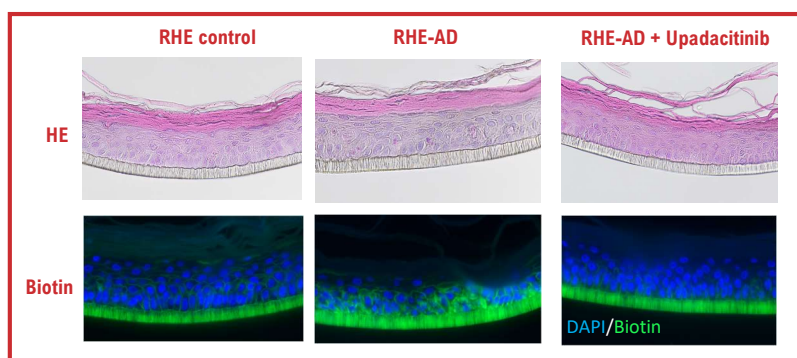 RHE control RHE-AD RHE-AD + Upadacitinib
HE
Biotin
DAPI/Biotin